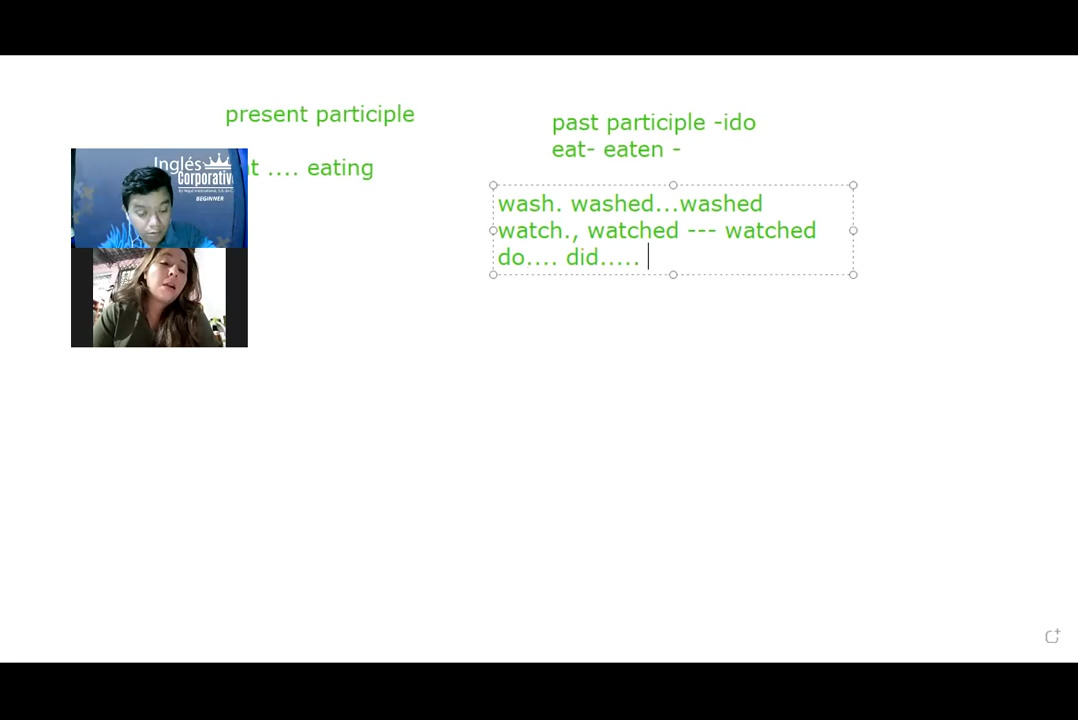 present participle
.... eating
past participle -ido
eat- eaten -
wash. washed...washed
watch., watched --- watched
do.... did.....
Inglés
Corporativo
BEGINNER